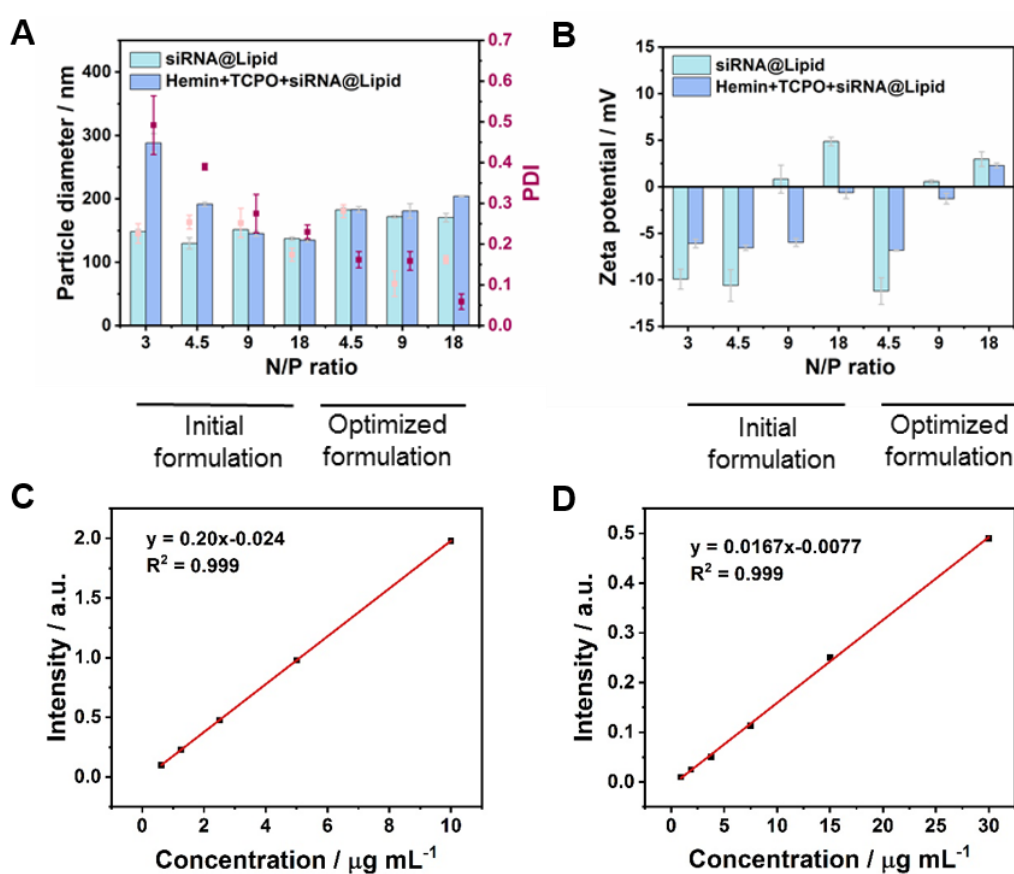 A
siRNA@Lipid
Hemin+TCPO+siRNA@Lipid
Particle diameter / nm
400
300
200
100
0
PDI
0.7
0.6
0.5
0.4
0.3
0.2
0.1
0.0
3 4.5 9 18 4.5 9 18
N/P ratio
Initial
formulation
Optimized
formulation
B
siRNA@Lipid
Hemin+TCPO+siRNA@Lipid
Zeta potential / mV
15
10
5
0
-5
-10
-15
3 4.5 9 18 4.5 9 18
N/P ratio
Initial
formulation
Optimized
formulation
C
y = 0.20x-0.024
R² = 0.999
Intensity / a.u.
2.0
1.5
1.0
0.5
0.0
0 2 4 6 8 10
Concentration / μg mL⁻¹
D
y = 0.0167x-0.0077
R² = 0.999
Intensity / a.u.
0.5
0.4
0.3
0.2
0.1
0.0
0 5 10 15 20 25 30
Concentration / μg mL⁻¹